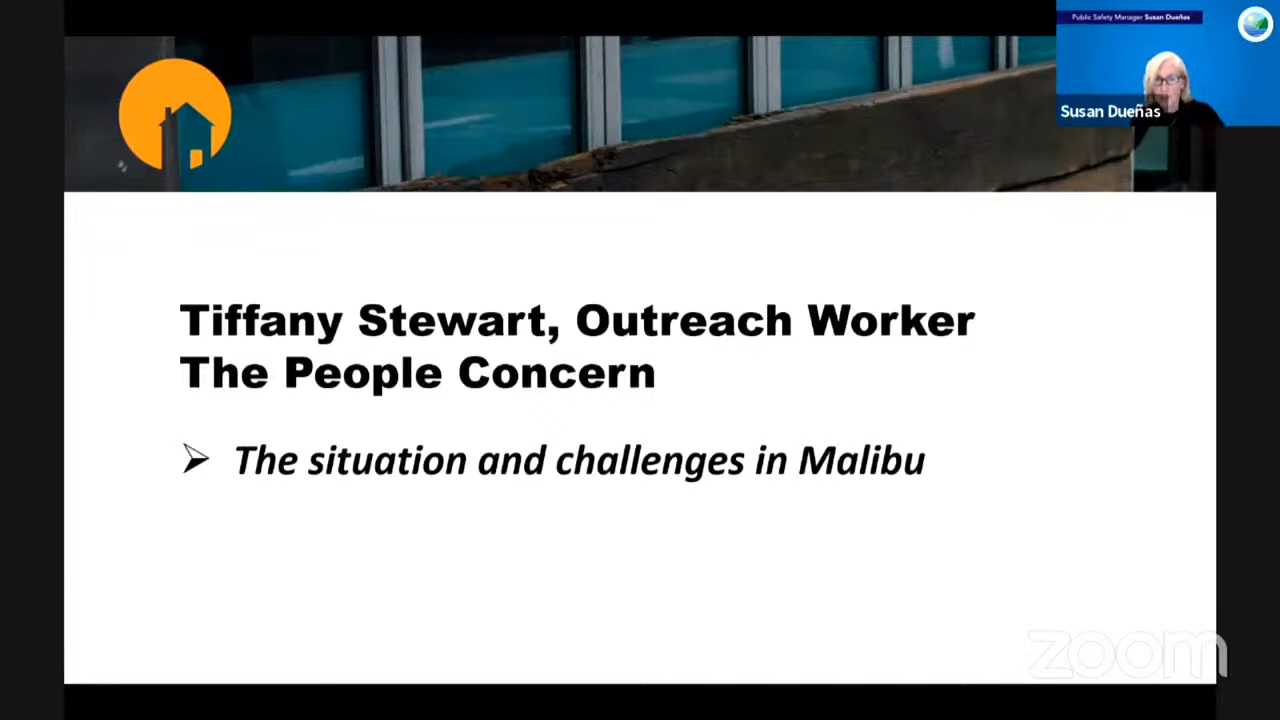 Public Safety Manager Susan Dueñas
Susan Dueñas
Tiffany Stewart, Outreach Worker
The People Concern
➢ The situation and challenges in Malibu
zoom